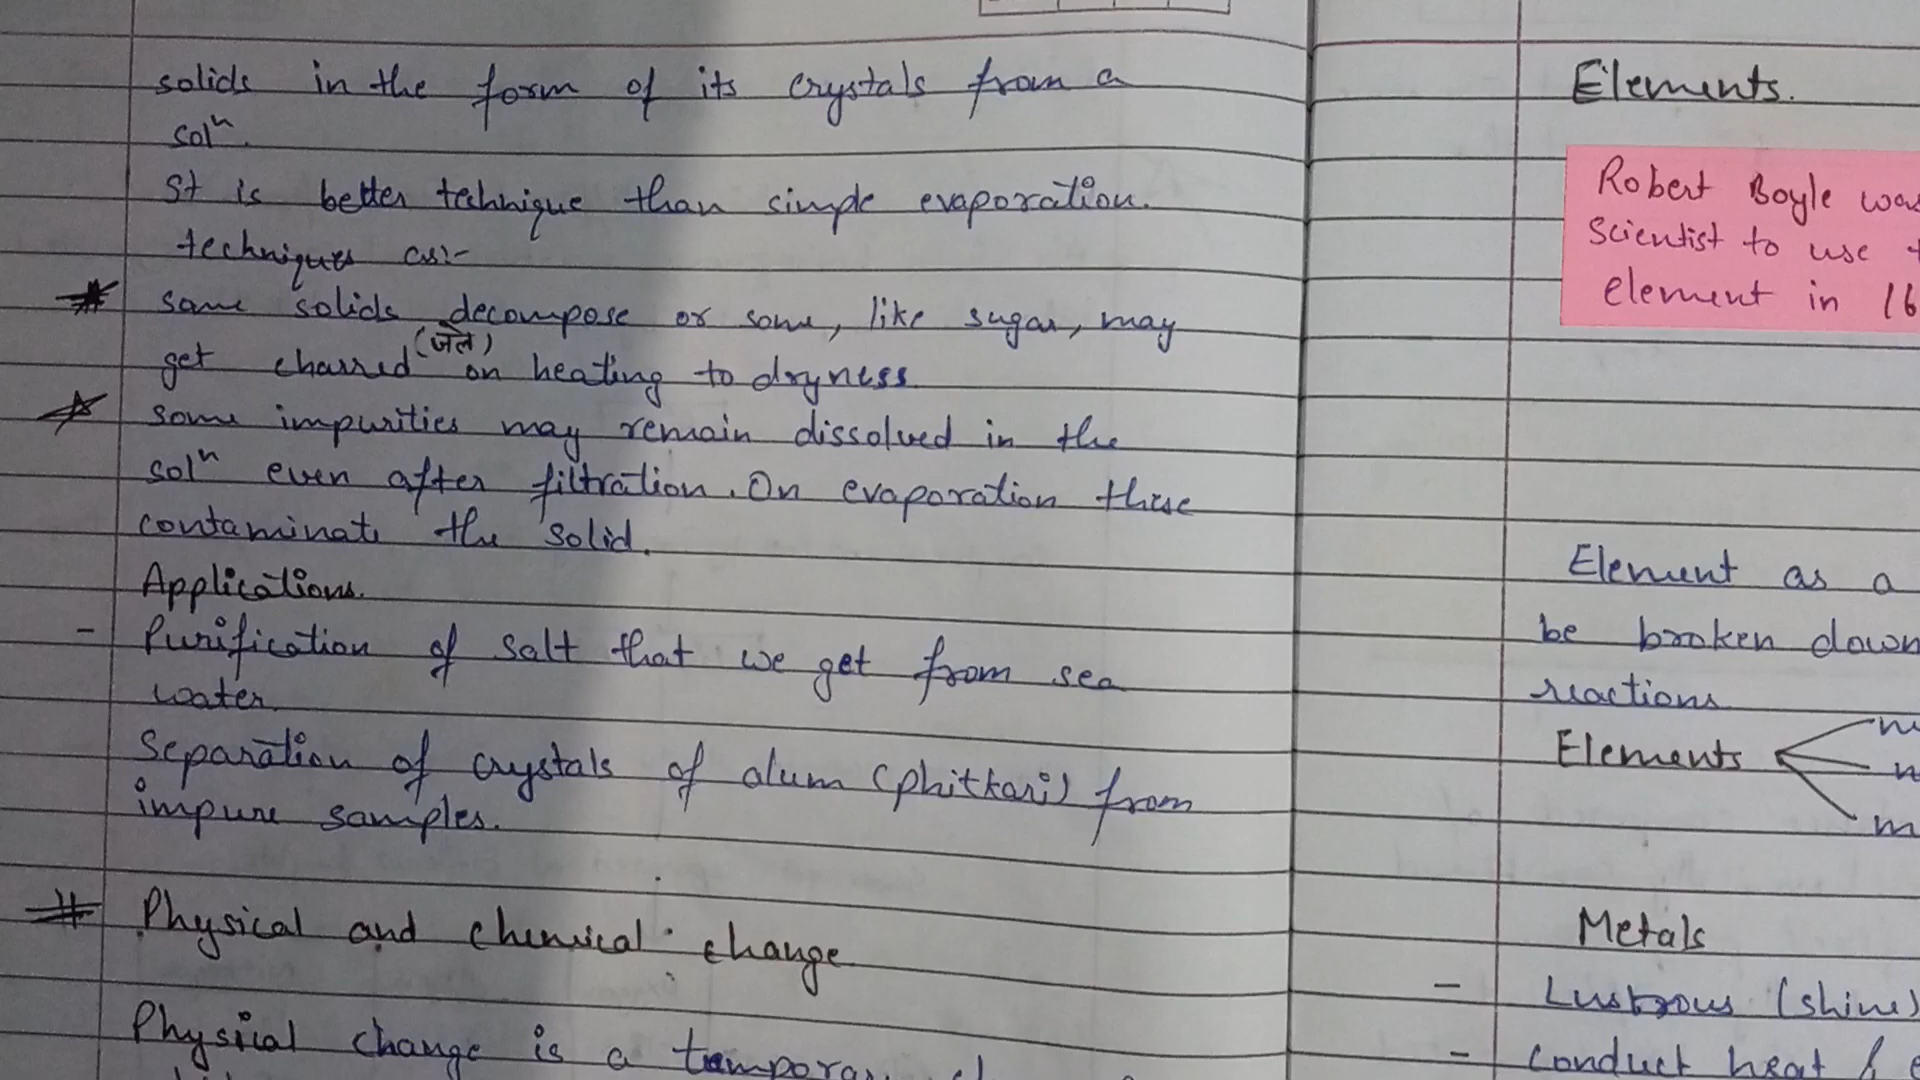 solids in the form of its crystals from a
solⁿ.
It is better technique than simple evaporation.
techniques as:-
some solids decompose or some, like sugar, may
(जले)
get charred on heating to dryness
some impurities may remain dissolved in the
solⁿ even after filtration. On evaporation these
contaminate the solid.
Applications.
- Purification of salt that we get from sea
water.
Separation of crystals of alum (phitkari) from
impure samples.
# Physical and chemical change
Physical change is a
Elements.
Robert Boyle was
scientist to use
element in 16
Element as a
be broken down
reactions
Elements
Metals
- Lustrous (shine)
- conduct heat &